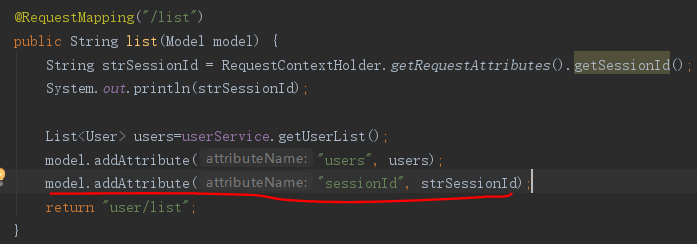 @RequestMapping("/list")
public String list(Model model) {
String strSessionId = RequestContextHolder.getRequestAttributes().getSessionId();
System.out.println(strSessionId);
List<User> users=userService.getUserList();
model.addAttribute( attributeName: "users", users);
model.addAttribute( attributeName: "sessionId", strSessionId);
return "user/list";
}